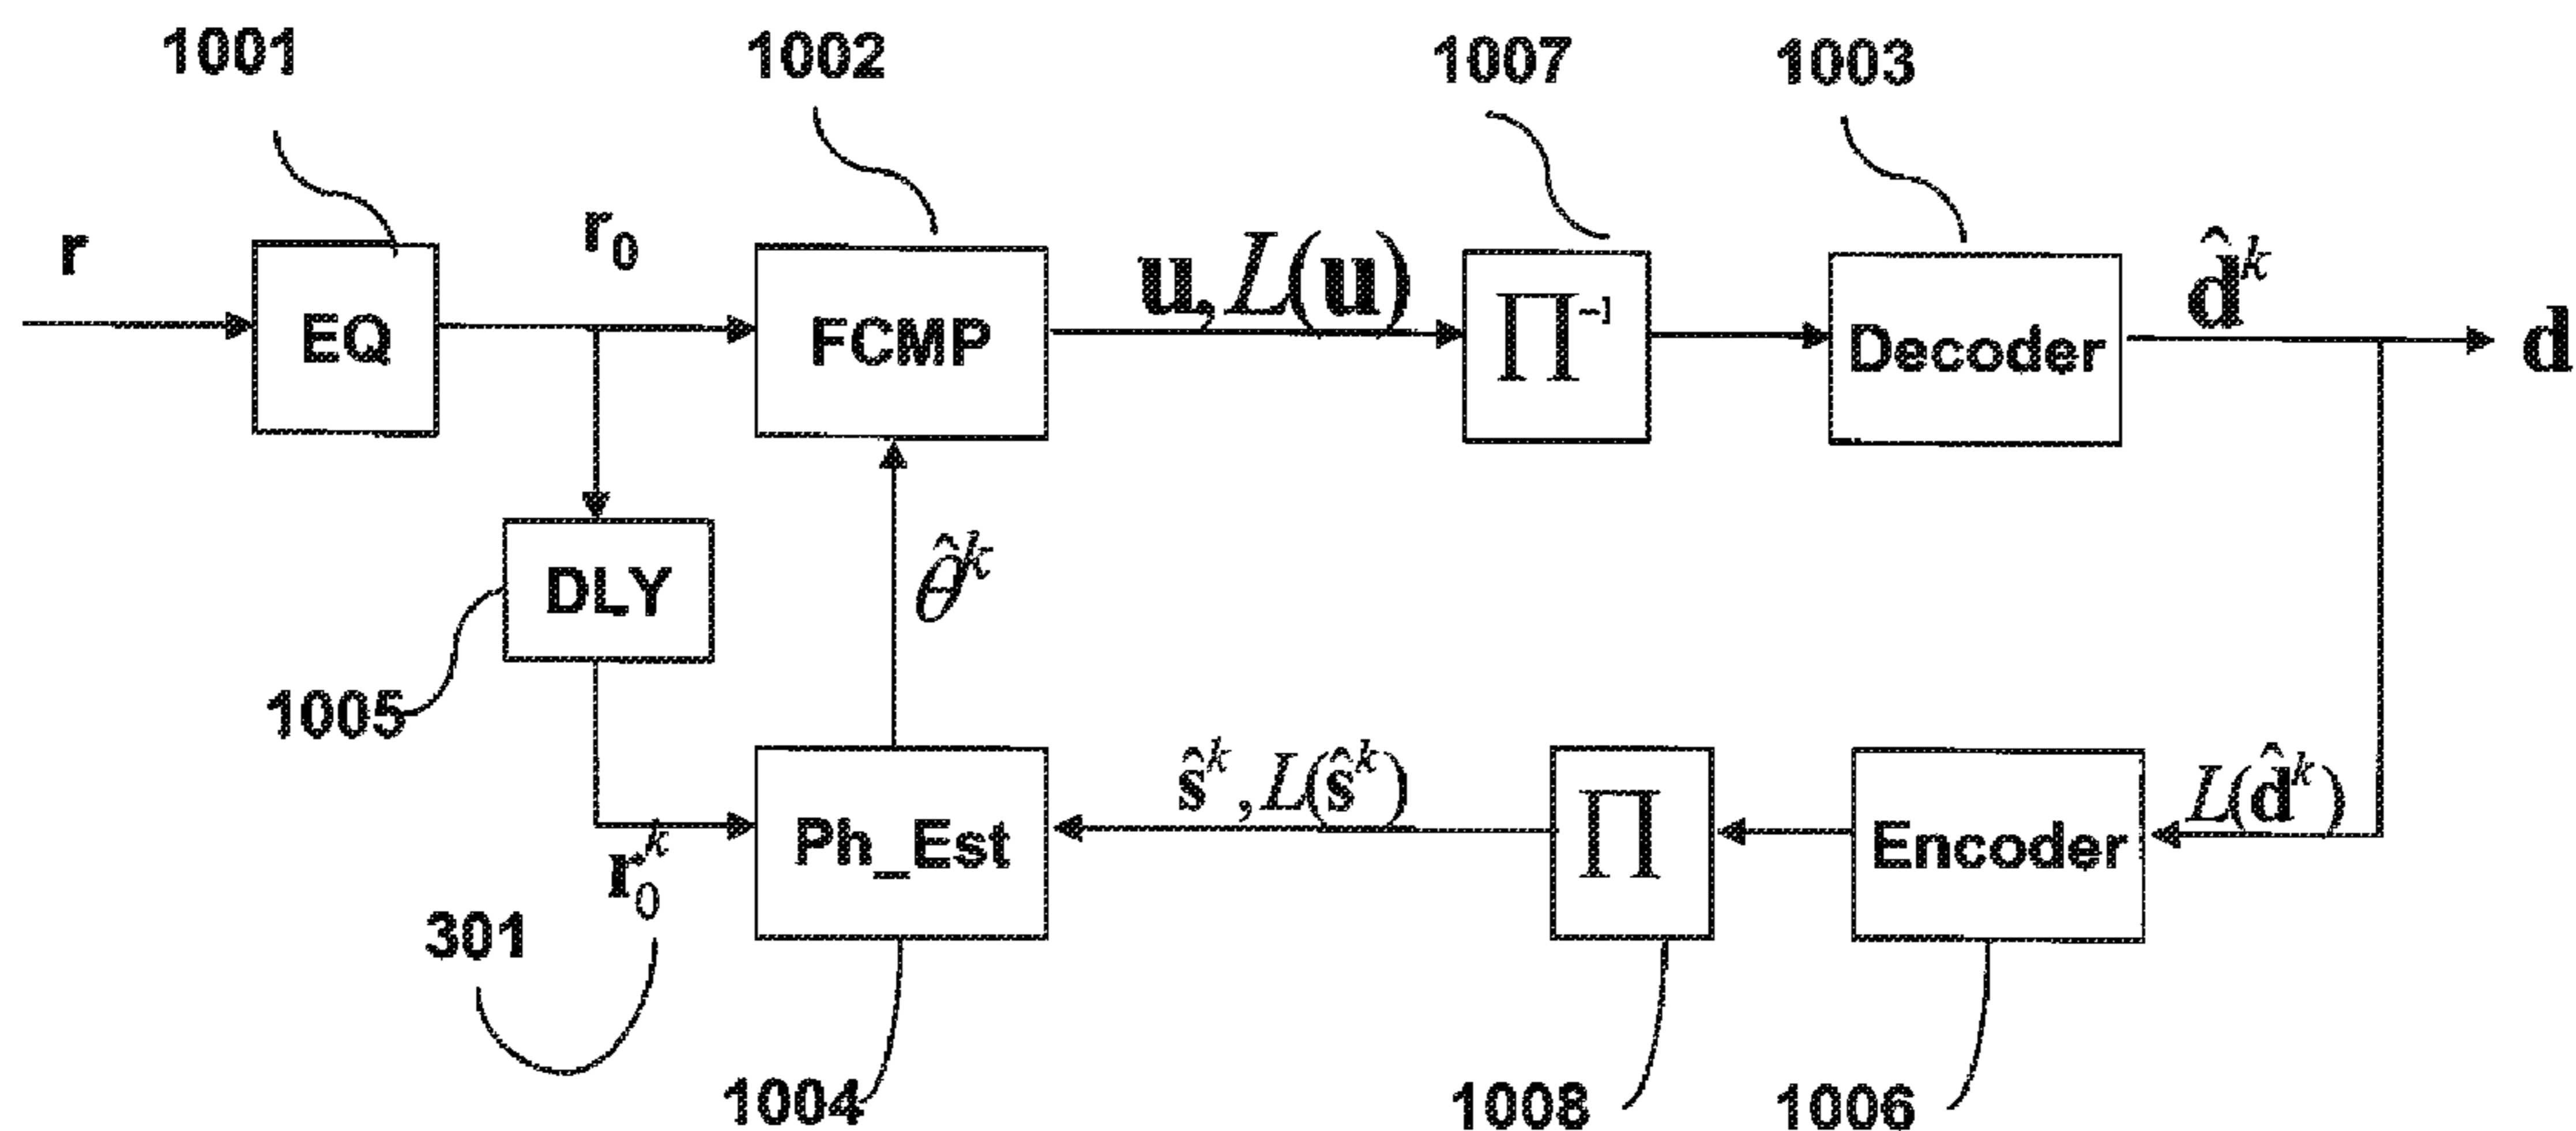 1001
1002
1007
1003
r
r₀
u, L(u)
d̂ᵏ
EQ
FCMP
Π⁻¹
Decoder
d
DLY
θ̂ᵏ
1005
ŝᵏ, L(ŝᵏ)
L(d̂ᵏ)
Ph_Est
Π
Encoder
r₀ᵏ
301
1004
1008
1006